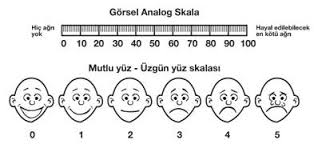 Görsel Analog Skala
Hiç ağrı
yok
Hayal edilebilecek
en kötü ağrı
0 10 20 30 40 50 60 70 80 90 100
Mutlu yüz - Üzgün yüz skalası
0 1 2 3 4 5